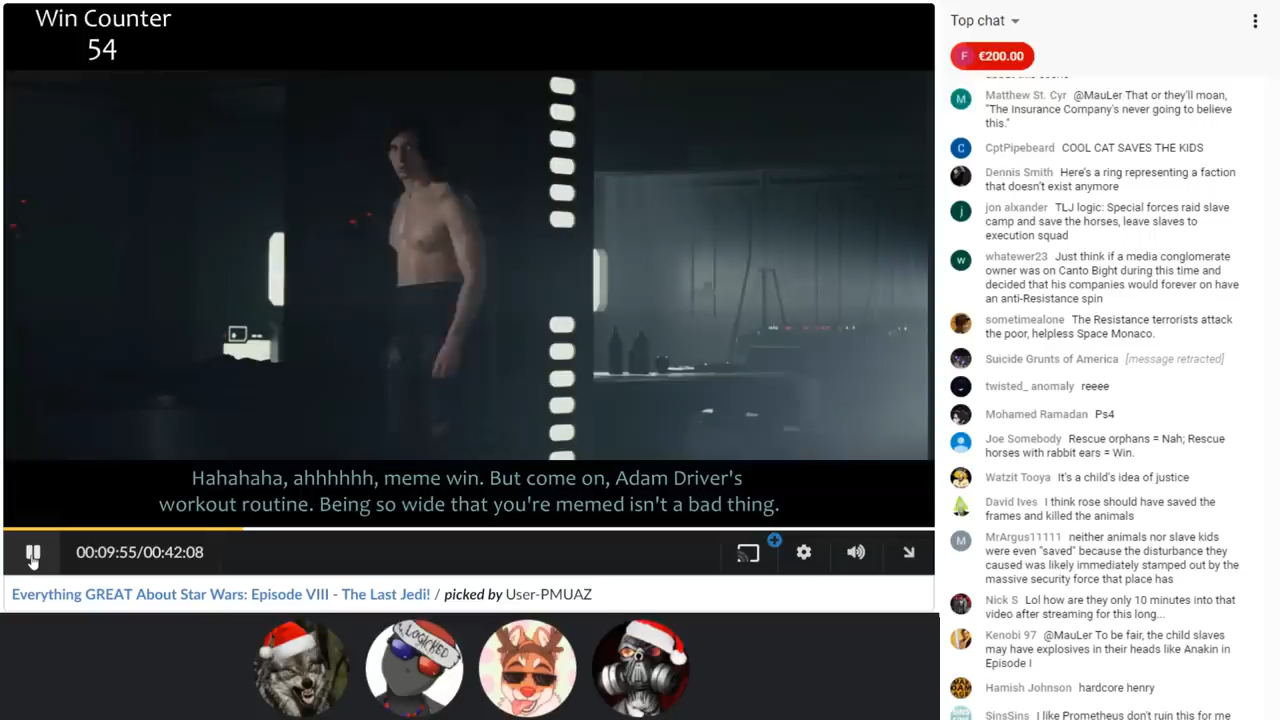 Win Counter
54
Hahahaha, ahhhhhh, meme win. But come on, Adam Driver's
workout routine. Being so wide that you're memed isn't a bad thing.
00:09:55/00:42:08
Everything GREAT About Star Wars: Episode VIII - The Last Jedi! / picked by User-PMUAZ
LOGICKED
Top chat
F €200.00
M Matthew St. Cyr @MauLer That or they'll moan,
"The Insurance Company's never going to believe
this."
C CptPipebeard COOL CAT SAVES THE KIDS
Dennis Smith Here's a ring representing a faction
that doesn't exist anymore
j jon alxander TLJ logic: Special forces raid slave
camp and save the horses, leave slaves to
execution squad
w whatewer23 Just think if a media conglomerate
owner was on Canto Bight during this time and
decided that his companies would forever on have
an anti-Resistance spin
sometimealone The Resistance terrorists attack
the poor, helpless Space Monaco.
Suicide Grunts of America [message retracted]
twisted_ anomaly reeee
Mohamed Ramadan Ps4
Joe Somebody Rescue orphans = Nah; Rescue
horses with rabbit ears = Win.
Watzit Tooya It's a child's idea of justice
David Ives I think rose should have saved the
frames and killed the animals
M MrArgus11111 neither animals nor slave kids
were even "saved" because the disturbance they
caused was likely immediately stamped out by the
massive security force that place has
Nick S Lol how are they only 10 minutes into that
video after streaming for this long...
Kenobi 97 @MauLer To be fair, the child slaves
may have explosives in their heads like Anakin in
Episode I
Hamish Johnson hardcore henry
SinsSins I like Prometheus don't ruin this for me